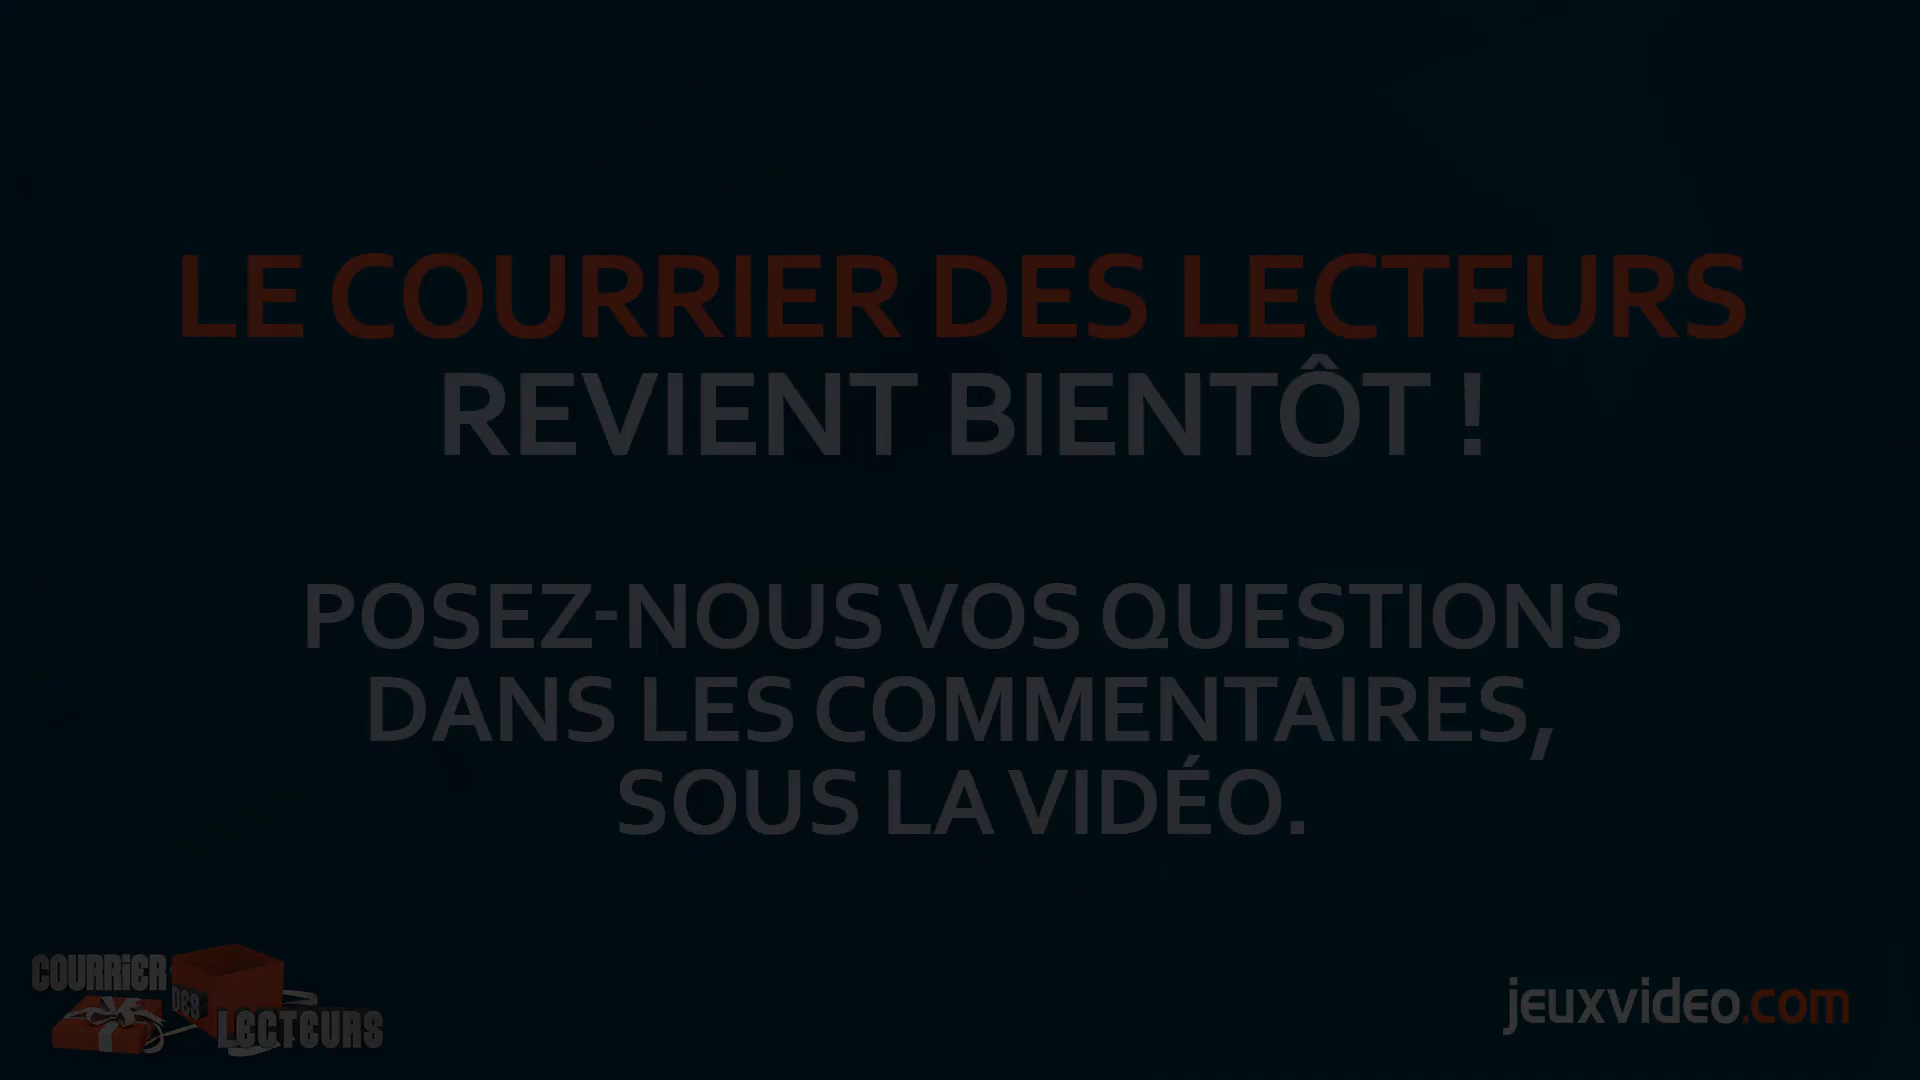 LE COURRIER DES LECTEURS
REVIENT BIENTÔT !
POSEZ-NOUS VOS QUESTIONS
DANS LES COMMENTAIRES,
SOUS LA VIDÉO.
COURRiER
DES
LECTEURS
jeuxvideo.com